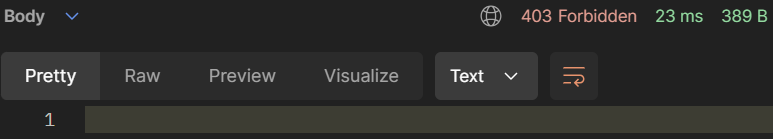 Body 403 Forbidden 23 ms 389 B
Pretty Raw Preview Visualize Text
1